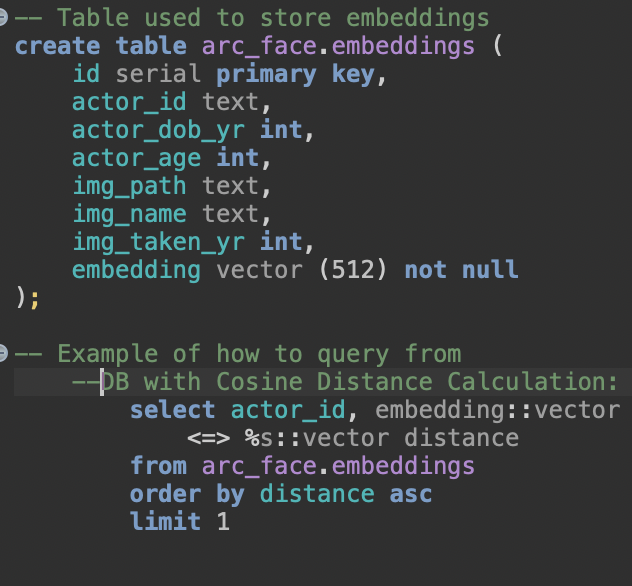 -- Table used to store embeddings
create table arc_face.embeddings (
    id serial primary key,
    actor_id text,
    actor_dob_yr int,
    actor_age int,
    img_path text,
    img_name text,
    img_taken_yr int,
    embedding vector (512) not null
);

-- Example of how to query from
    --DB with Cosine Distance Calculation:
        select actor_id, embedding::vector
            <=> %s::vector distance
        from arc_face.embeddings
        order by distance asc
        limit 1